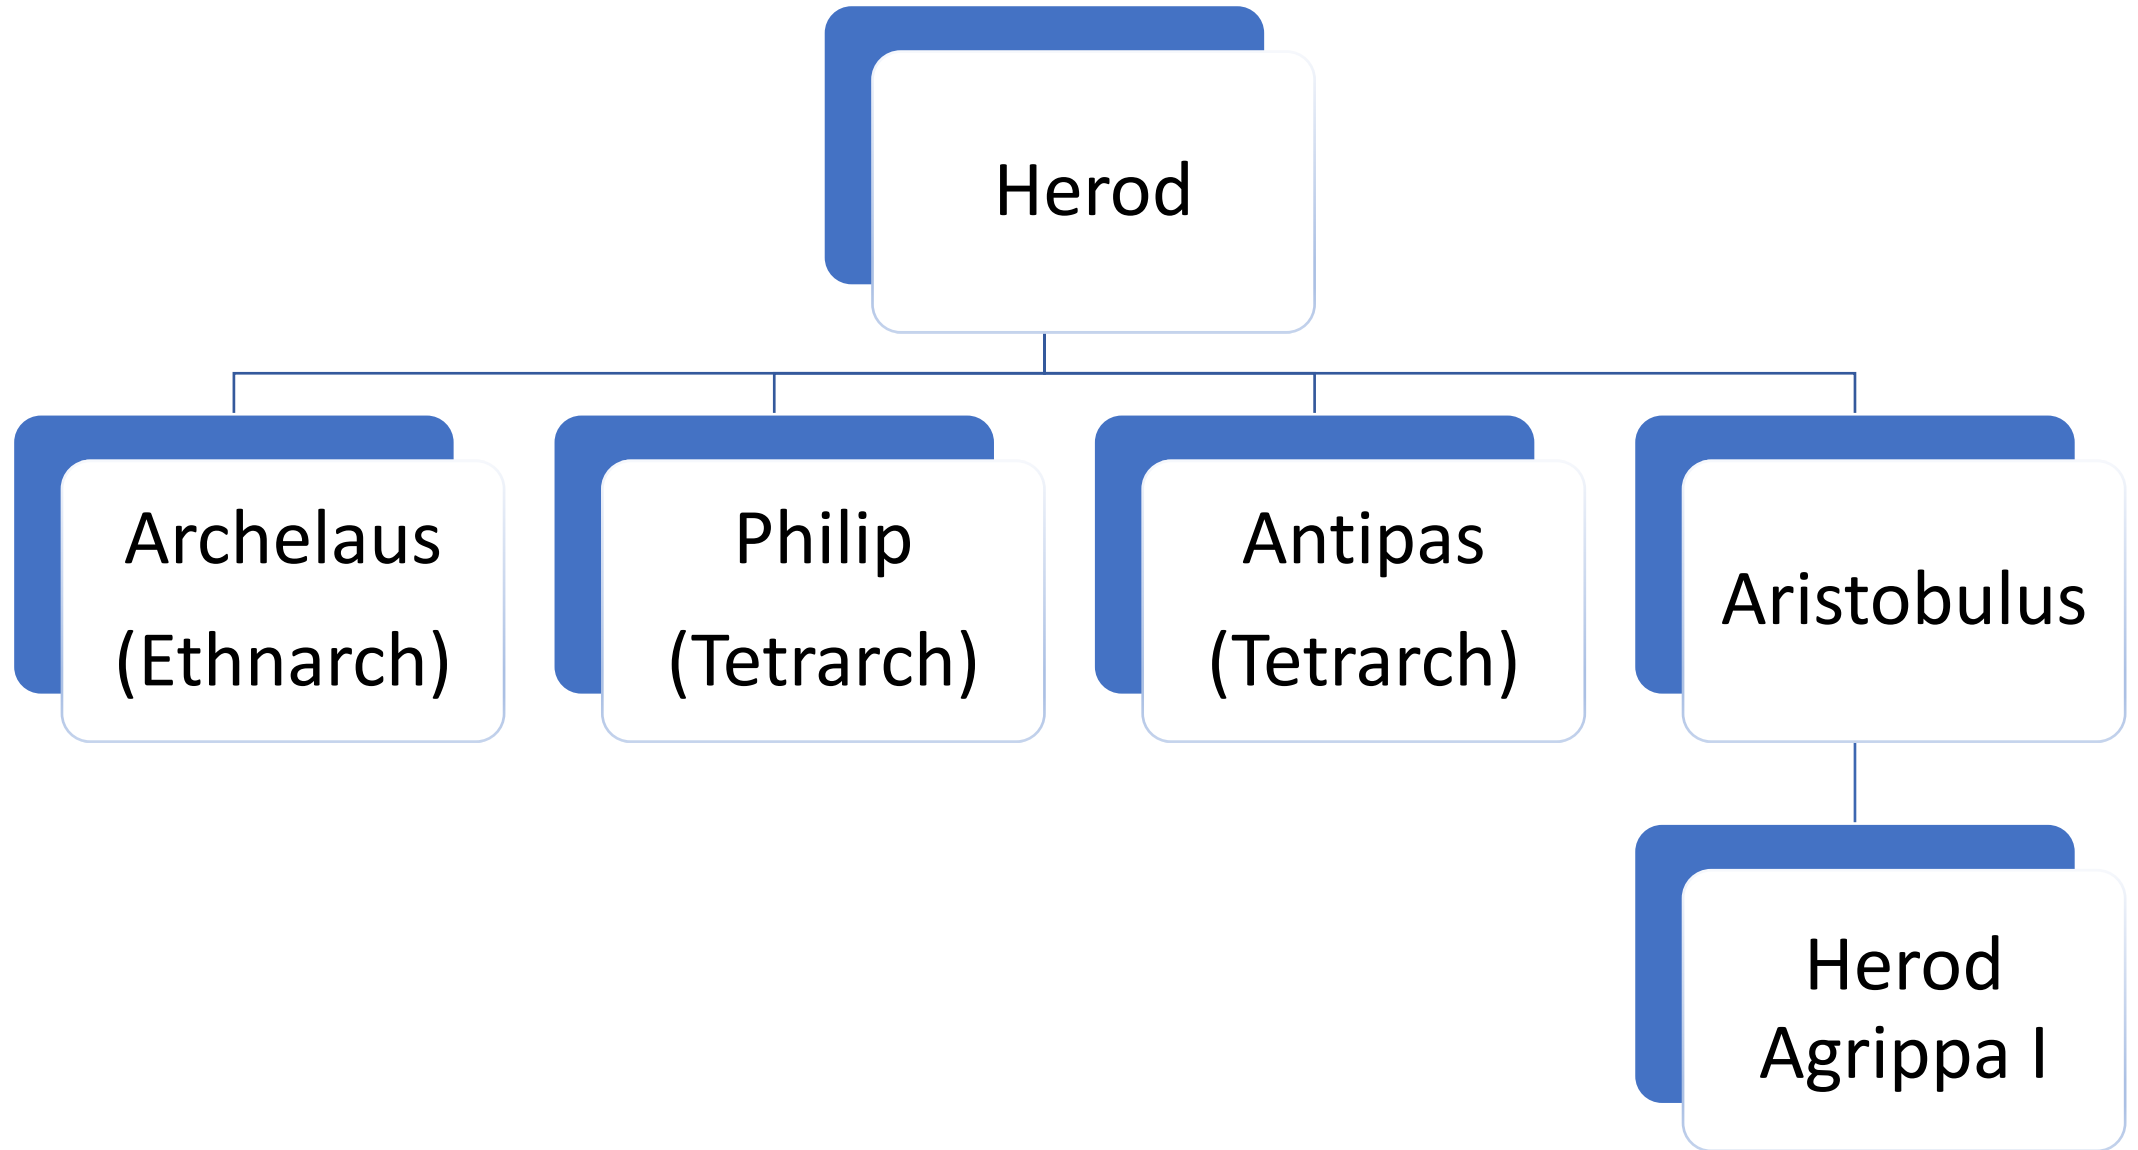 Herod
Archelaus
(Ethnarch)
Philip
(Tetrarch)
Antipas
(Tetrarch)
Aristobulus
Herod
Agrippa I